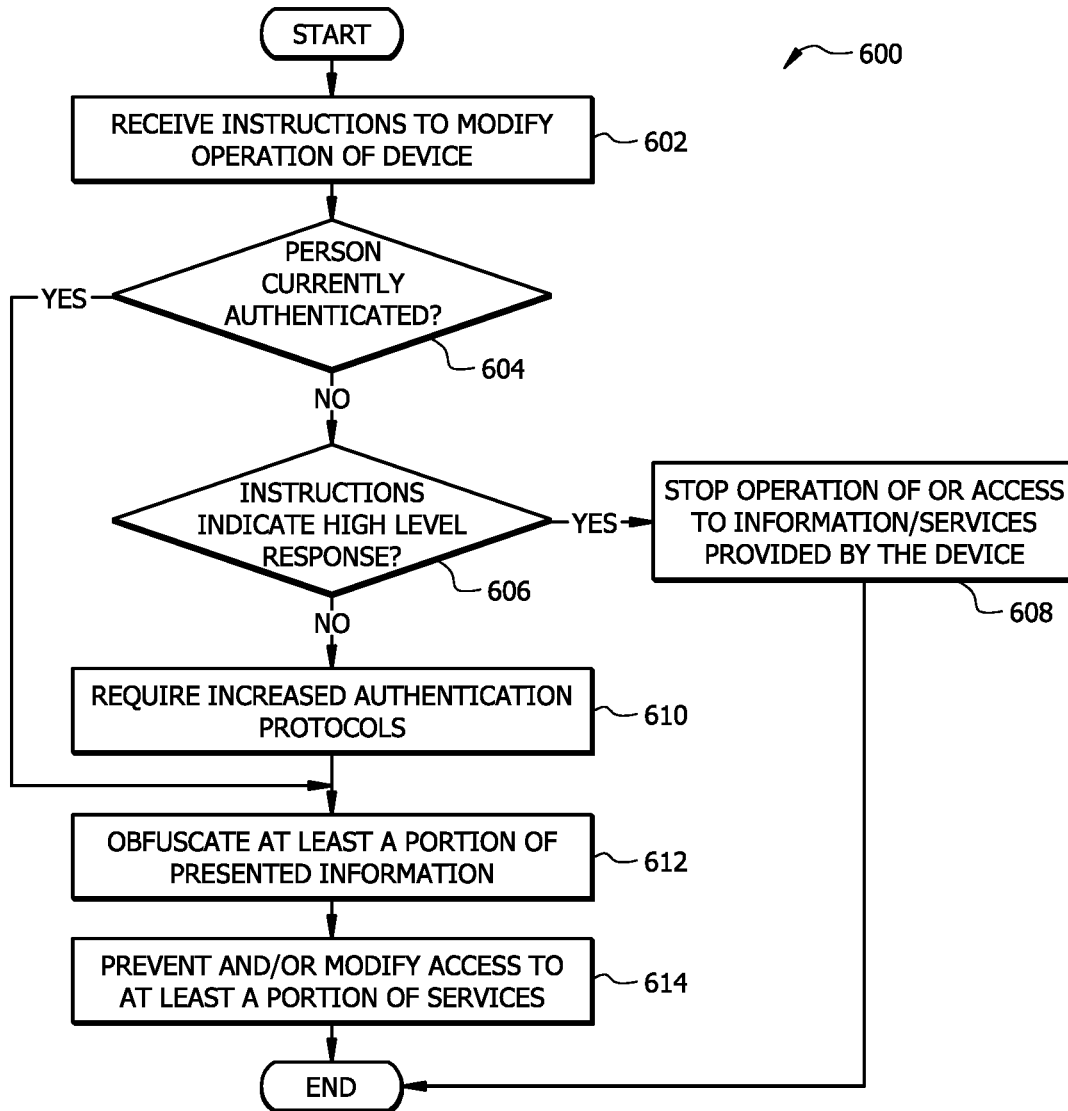 START
600
RECEIVE INSTRUCTIONS TO MODIFY
OPERATION OF DEVICE
602
PERSON
CURRENTLY
AUTHENTICATED?
YES
604
NO
INSTRUCTIONS
INDICATE HIGH LEVEL
RESPONSE?
YES
606
STOP OPERATION OF OR ACCESS
TO INFORMATION/SERVICES
PROVIDED BY THE DEVICE
608
NO
REQUIRE INCREASED AUTHENTICATION
PROTOCOLS
610
OBFUSCATE AT LEAST A PORTION OF
PRESENTED INFORMATION
612
PREVENT AND/OR MODIFY ACCESS TO
AT LEAST A PORTION OF SERVICES
614
END